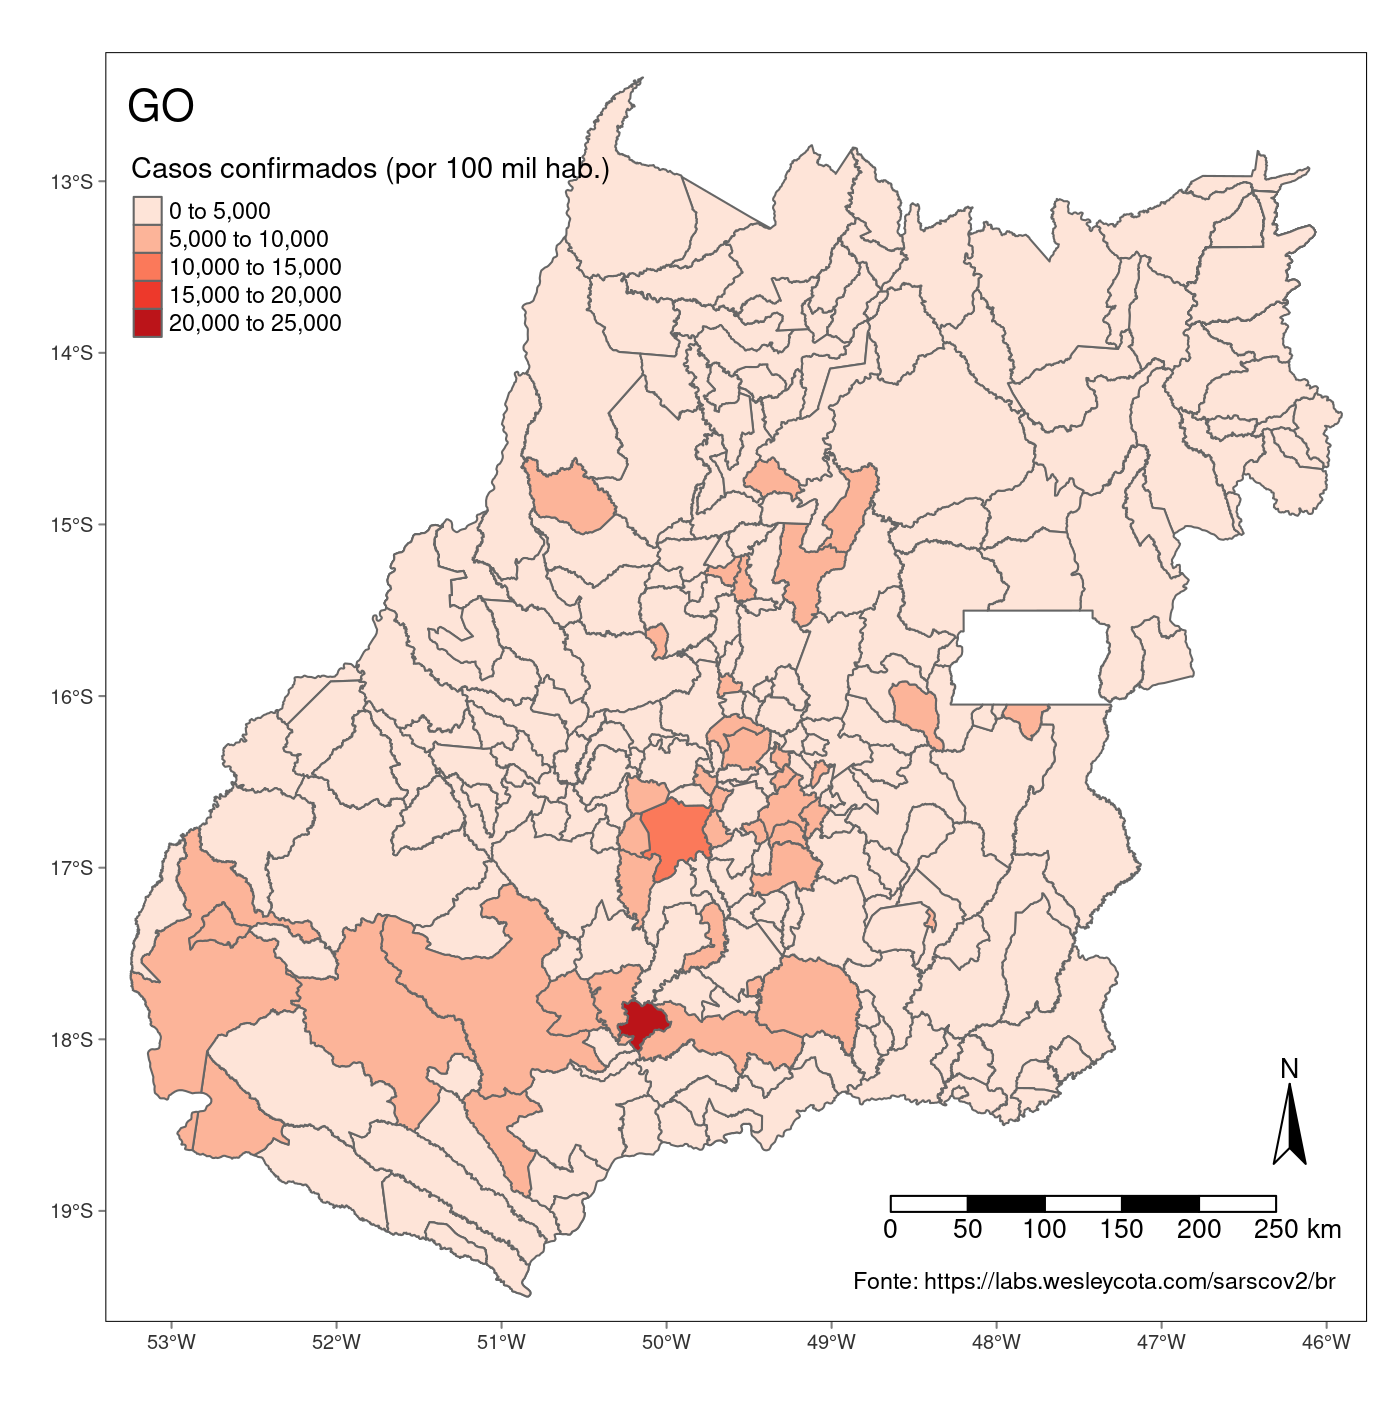 GO
Casos confirmados (por 100 mil hab.)
0 to 5,000
5,000 to 10,000
10,000 to 15,000
15,000 to 20,000
20,000 to 25,000
13°S
14°S
15°S
16°S
17°S
18°S
19°S
N
0 50 100 150 200 250 km
Fonte: https://labs.wesleycota.com/sarscov2/br
53°W 52°W 51°W 50°W 49°W 48°W 47°W 46°W